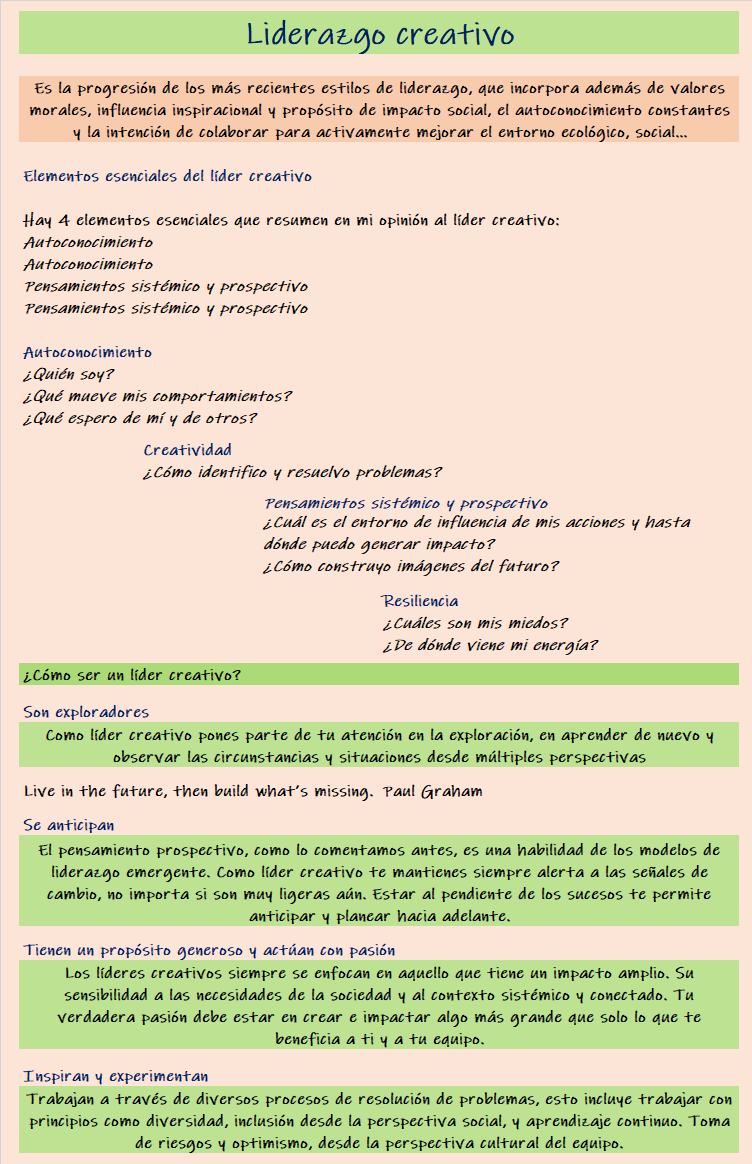 Liderazgo creativo
Es la progresión de los más recientes estilos de liderazgo, que incorpora además de valores
morales, influencia inspiracional y propósito de impacto social, el autoconocimiento constantes
y la intención de colaborar para activamente mejorar el entorno ecológico, social...
Elementos esenciales del líder creativo
Hay 4 elementos esenciales que resumen en mi opinión al líder creativo:
Autoconocimiento
Autoconocimiento
Pensamientos sistémico y prospectivo
Pensamientos sistémico y prospectivo
Autoconocimiento
¿Quién soy?
¿Qué mueve mis comportamientos?
¿Qué espero de mí y de otros?
Creatividad
¿Cómo identifico y resuelvo problemas?
Pensamientos sistémico y prospectivo
¿Cuál es el entorno de influencia de mis acciones y hasta
dónde puedo generar impacto?
¿Cómo construyo imágenes del futuro?
Resiliencia
¿Cuáles son mis miedos?
¿De dónde viene mi energía?
¿Cómo ser un líder creativo?
Son exploradores
Como líder creativo pones parte de tu atención en la exploración, en aprender de nuevo y
observar las circunstancias y situaciones desde múltiples perspectivas
Live in the future, then build what's missing. Paul Graham
Se anticipan
El pensamiento prospectivo, como lo comentamos antes, es una habilidad de los modelos de
liderazgo emergente. Como líder creativo te mantienes siempre alerta a las señales de
cambio, no importa si son muy ligeras aún. Estar al pendiente de los sucesos te permite
anticipar y planear hacia adelante.
Tienen un propósito generoso y actúan con pasión
Los líderes creativos siempre se enfocan en aquello que tiene un impacto amplio. Su
sensibilidad a las necesidades de la sociedad y al contexto sistémico y conectado. Tu
verdadera pasión debe estar en crear e impactar algo más grande que solo lo que te
beneficia a ti y a tu equipo.
Inspiran y experimentan
Trabajan a través de diversos procesos de resolución de problemas, esto incluye trabajar con
principios como diversidad, inclusión desde la perspectiva social, y aprendizaje continuo. Toma
de riesgos y optimismo, desde la perspectiva cultural del equipo.